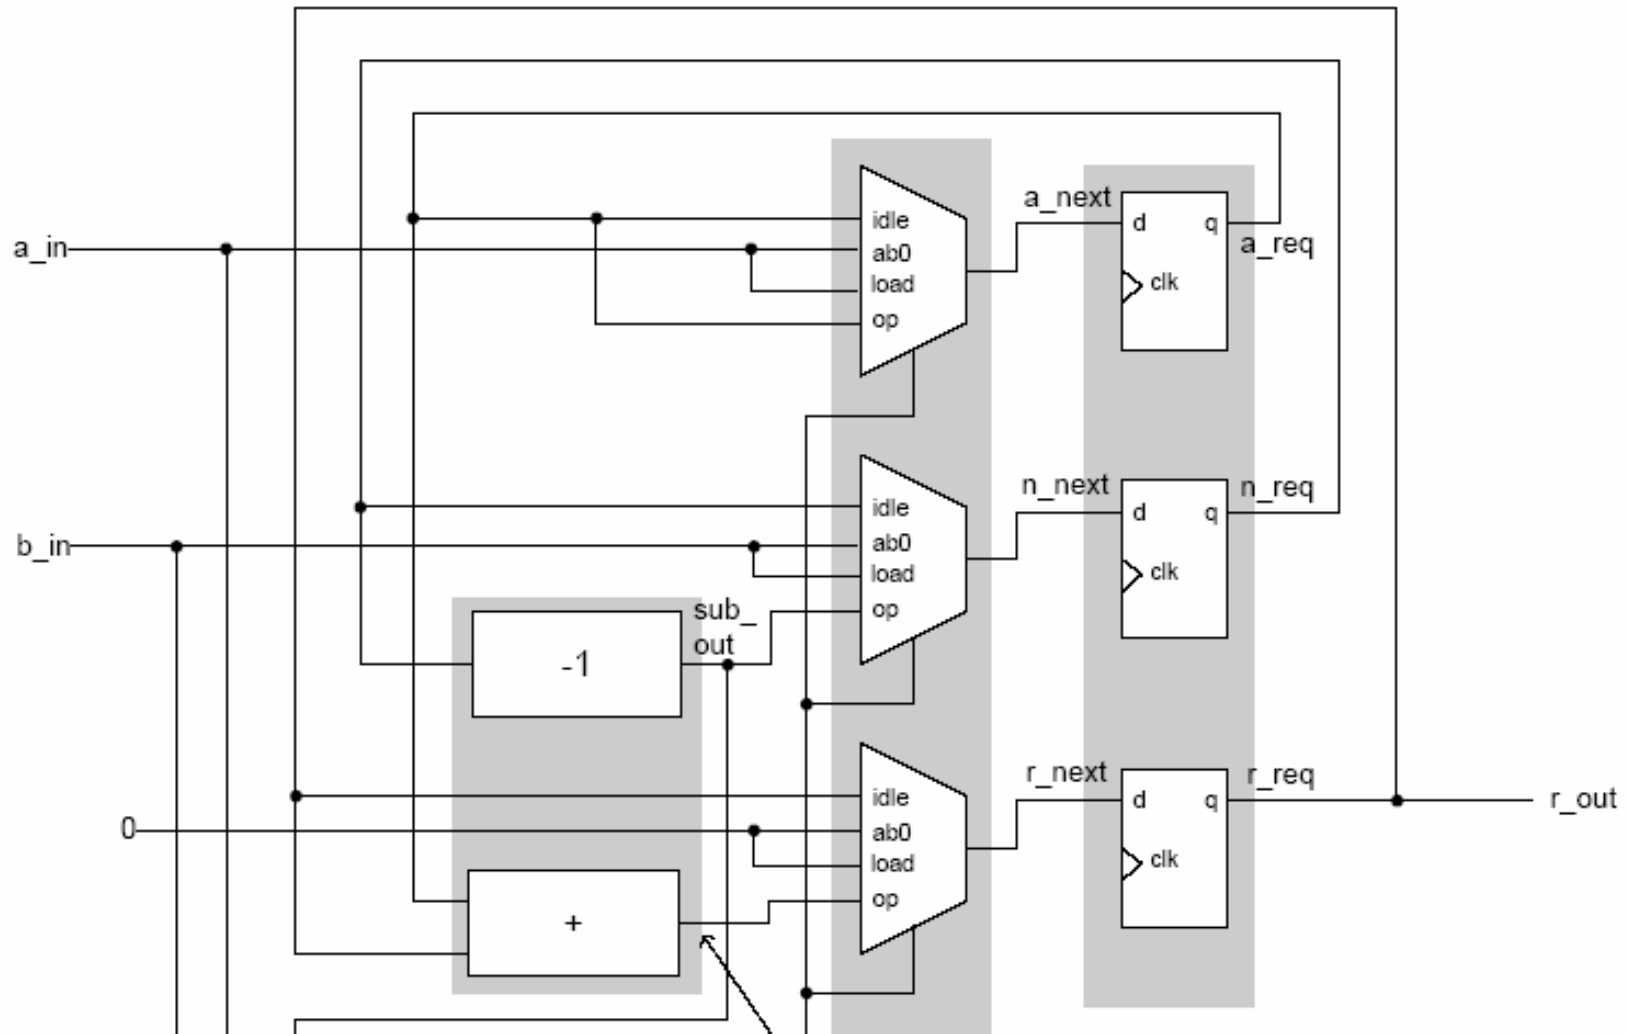 a_next
d
q
a_req
clk
a_in
idle
ab0
load
op
n_next
n_req
d
q
clk
b_in
idle
ab0
load
op
sub_
out
-1
r_next
r_req
d
q
r_out
clk
0
idle
ab0
load
op
+